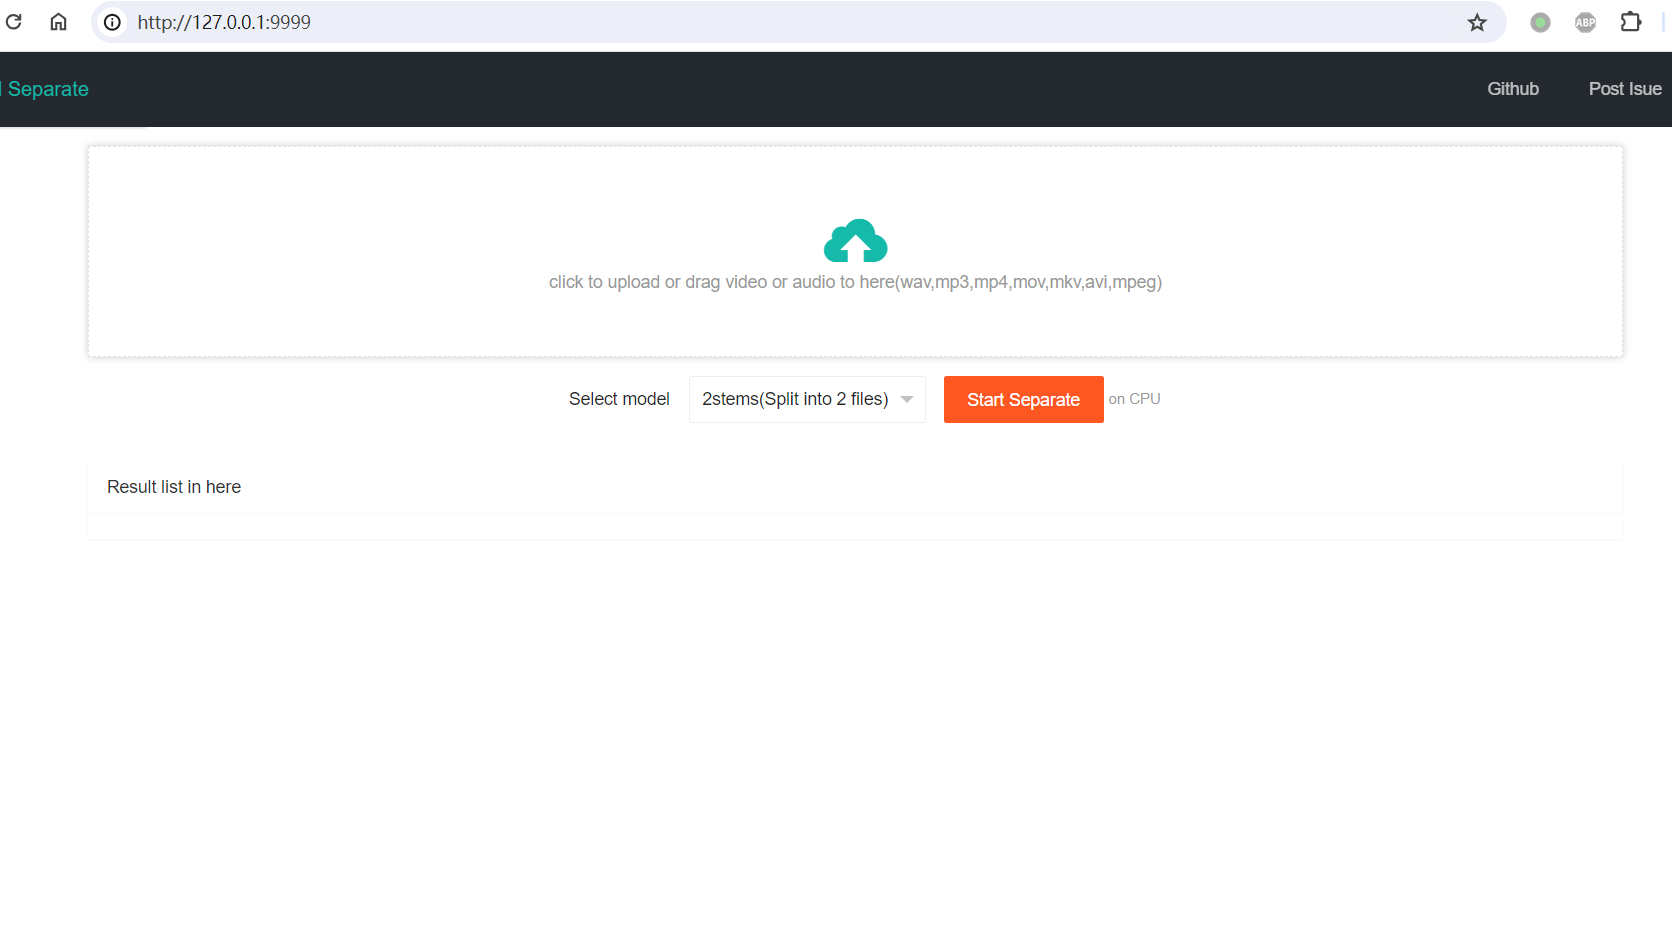 http://127.0.0.1:9999
ABP
Separate
Github
Post Isue
click to upload or drag video or audio to here(wav,mp3,mp4,mov,mkv,avi,mpeg)
Select model
2stems(Split into 2 files)
Start Separate
on CPU
Result list in here